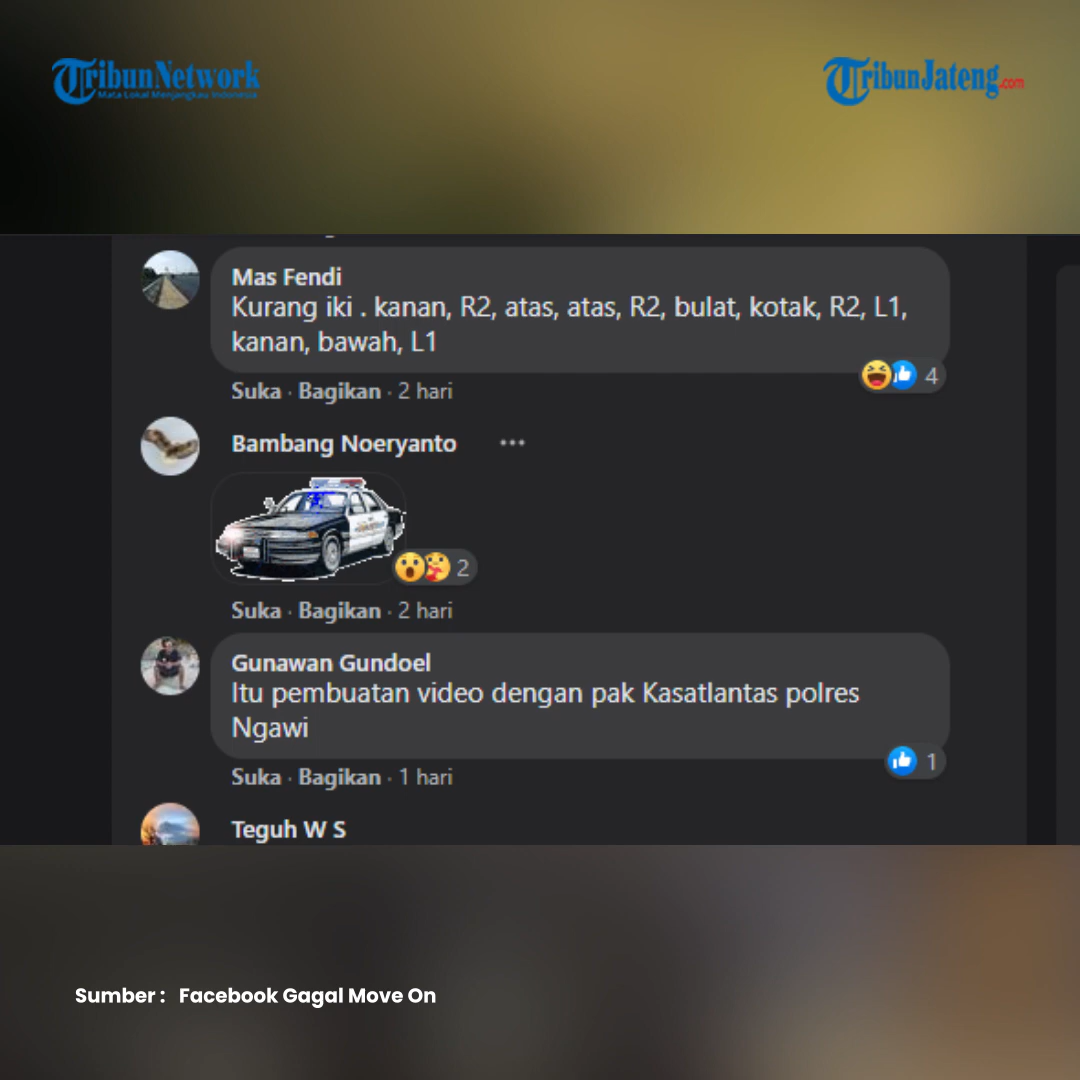 TribunNetwork
Mata Lokal Menjangkau Indonesia
TribunJateng.com
Mas Fendi
Kurang iki . kanan, R2, atas, atas, R2, bulat, kotak, R2, L1,
kanan, bawah, L1
4
Suka · Bagikan · 2 hari
Bambang Noeryanto
2
Suka · Bagikan · 2 hari
Gunawan Gundoel
Itu pembuatan video dengan pak Kasatlantas polres
Ngawi
1
Suka · Bagikan · 1 hari
Teguh W S
Sumber : Facebook Gagal Move On